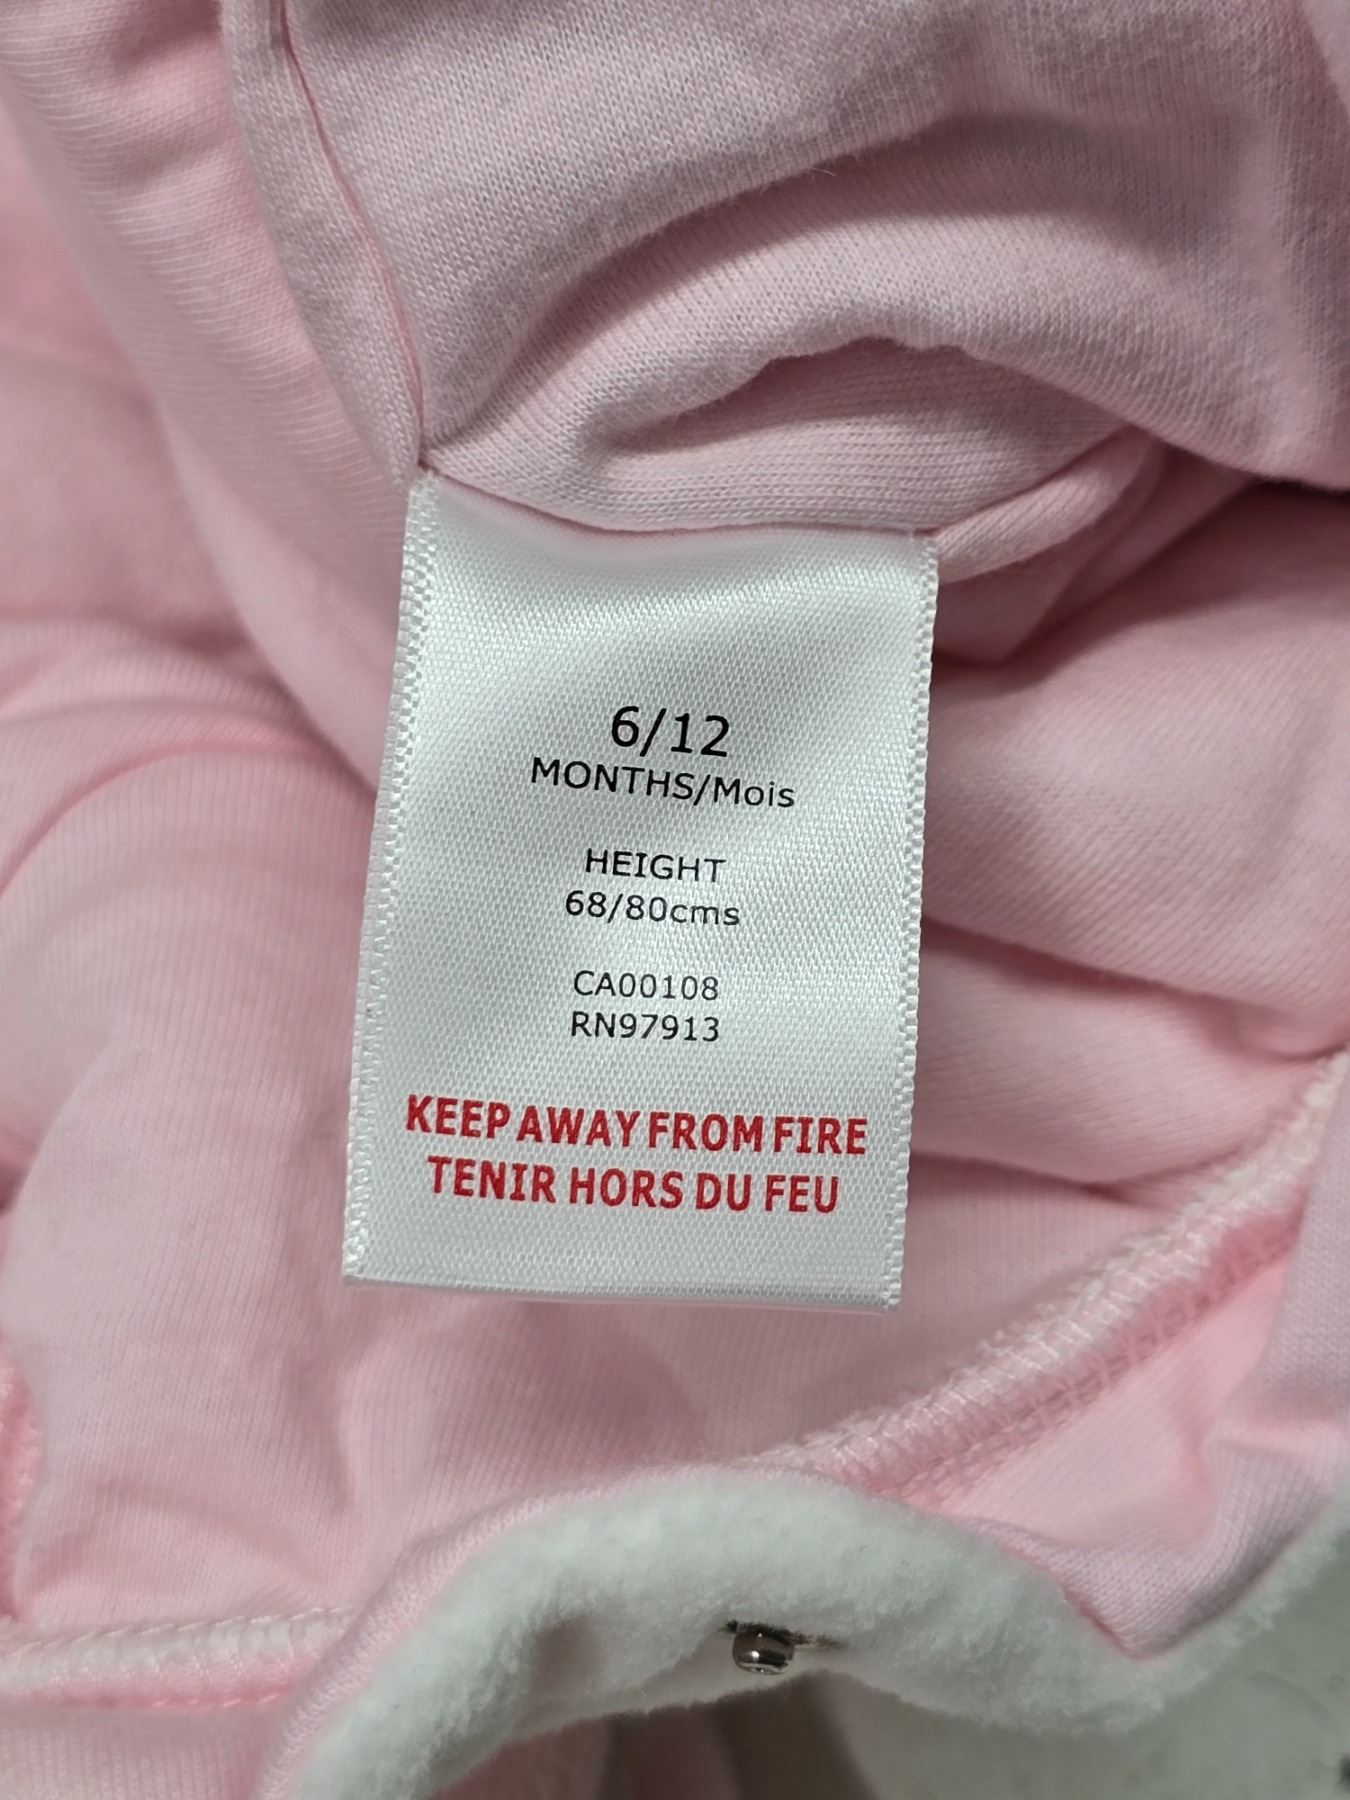 6/12
MONTHS/Mois
HEIGHT
68/80cms
CA00108
RN97913
KEEP AWAY FROM FIRE
TENIR HORS DU FEU